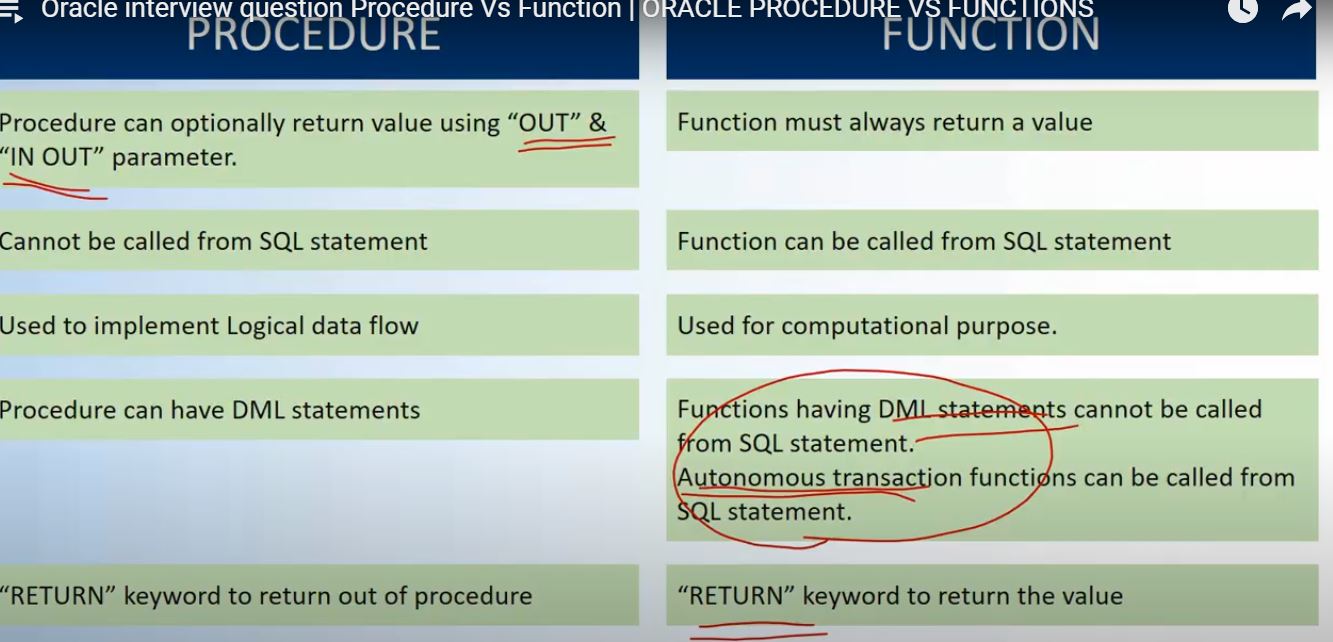 Oracle interview question Procedure Vs Function | ORACLE PROCEDURE VS FUNCTIONS
PROCEDURE
FUNCTION
Procedure can optionally return value using “OUT” &
“IN OUT” parameter.
Function must always return a value
Cannot be called from SQL statement
Function can be called from SQL statement
Used to implement Logical data flow
Used for computational purpose.
Procedure can have DML statements
Functions having DML statements cannot be called
from SQL statement.
Autonomous transaction functions can be called from
SQL statement.
“RETURN” keyword to return out of procedure
“RETURN” keyword to return the value